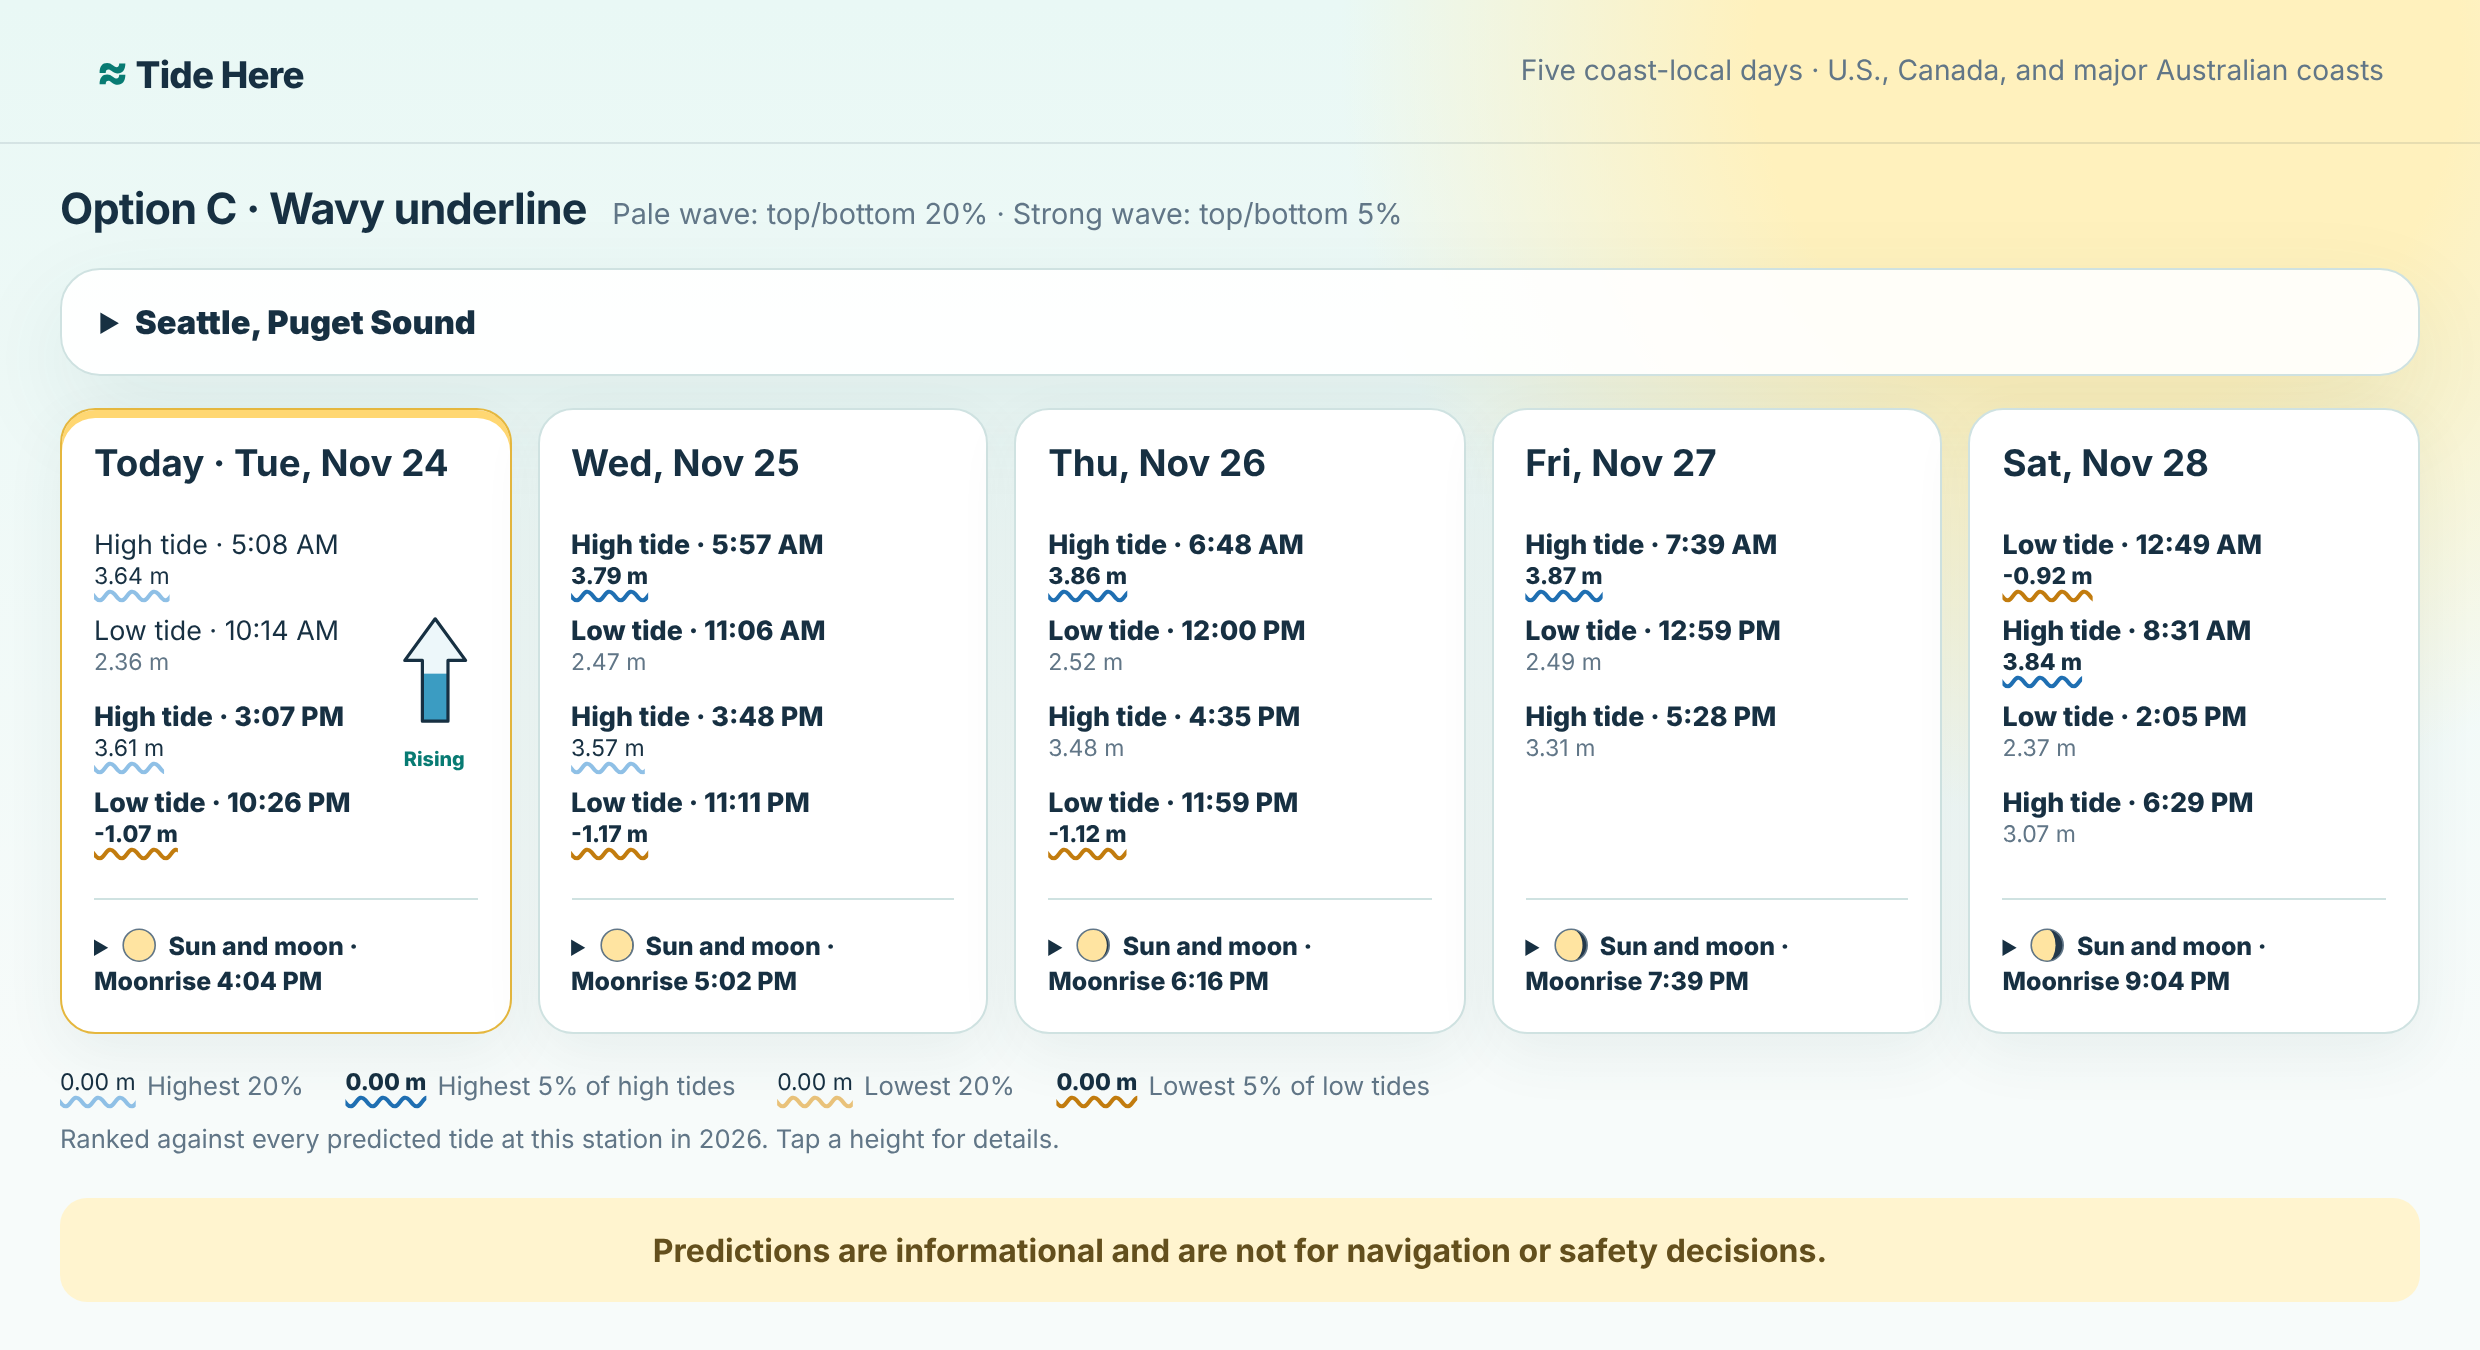 Tide Here
Five coast-local days · U.S., Canada, and major Australian coasts
Option C · Wavy underline
Pale wave: top/bottom 20% · Strong wave: top/bottom 5%
Seattle, Puget Sound
Today · Tue, Nov 24
High tide · 5:08 AM
3.64 m
Low tide · 10:14 AM
2.36 m
High tide · 3:07 PM
3.61 m
Low tide · 10:26 PM
-1.07 m
Rising
Sun and moon ·
Moonrise 4:04 PM
Wed, Nov 25
High tide · 5:57 AM
3.79 m
Low tide · 11:06 AM
2.47 m
High tide · 3:48 PM
3.57 m
Low tide · 11:11 PM
-1.17 m
Sun and moon ·
Moonrise 5:02 PM
Thu, Nov 26
High tide · 6:48 AM
3.86 m
Low tide · 12:00 PM
2.52 m
High tide · 4:35 PM
3.48 m
Low tide · 11:59 PM
-1.12 m
Sun and moon ·
Moonrise 6:16 PM
Fri, Nov 27
High tide · 7:39 AM
3.87 m
Low tide · 12:59 PM
2.49 m
High tide · 5:28 PM
3.31 m
Sun and moon ·
Moonrise 7:39 PM
Sat, Nov 28
Low tide · 12:49 AM
-0.92 m
High tide · 8:31 AM
3.84 m
Low tide · 2:05 PM
2.37 m
High tide · 6:29 PM
3.07 m
Sun and moon ·
Moonrise 9:04 PM
0.00 m Highest 20%
0.00 m Highest 5% of high tides
0.00 m Lowest 20%
0.00 m Lowest 5% of low tides
Ranked against every predicted tide at this station in 2026. Tap a height for details.
Predictions are informational and are not for navigation or safety decisions.